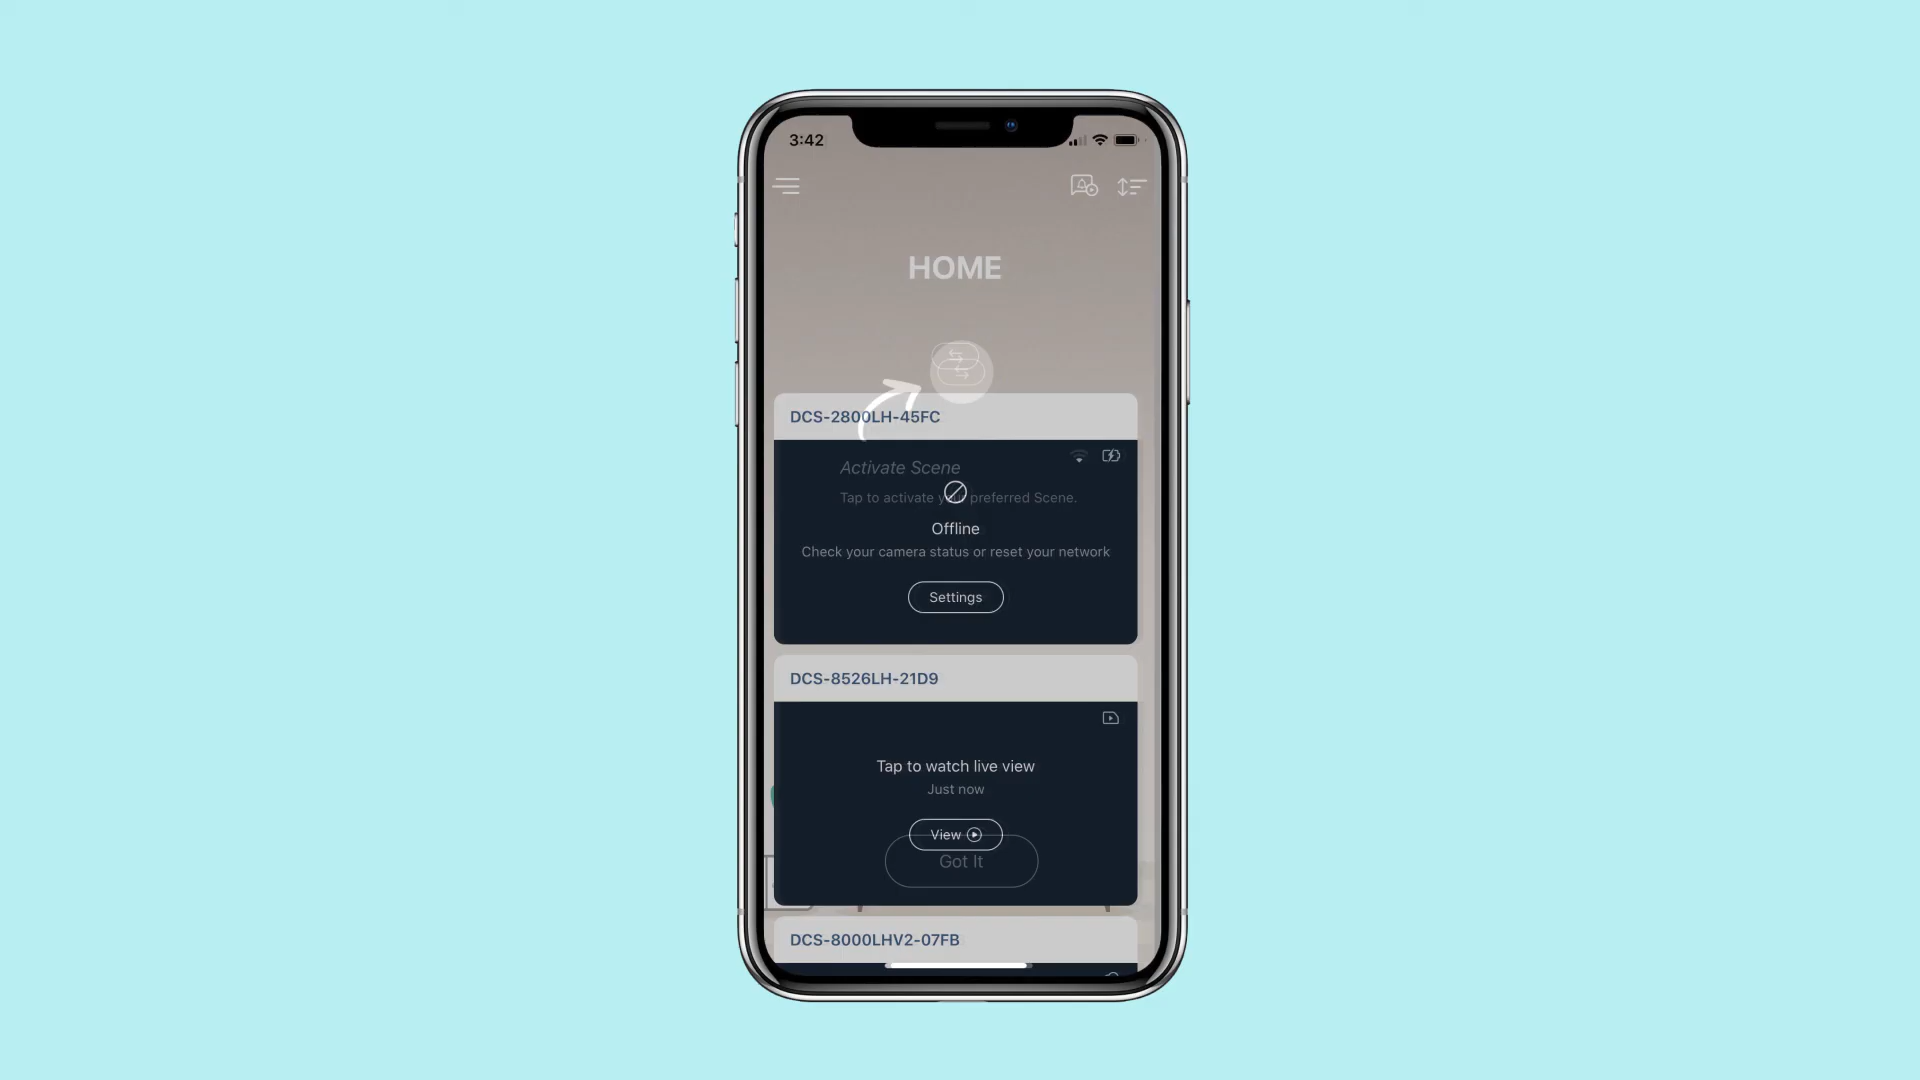 3:42
HOME
DCS-2800LH-45FC
Activate Scene
Tap to activate your preferred Scene.
Offline
Check your camera status or reset your network
Settings
DCS-8526LH-21D9
Tap to watch live view
Just now
View
Got It
DCS-8000LHV2-07FB